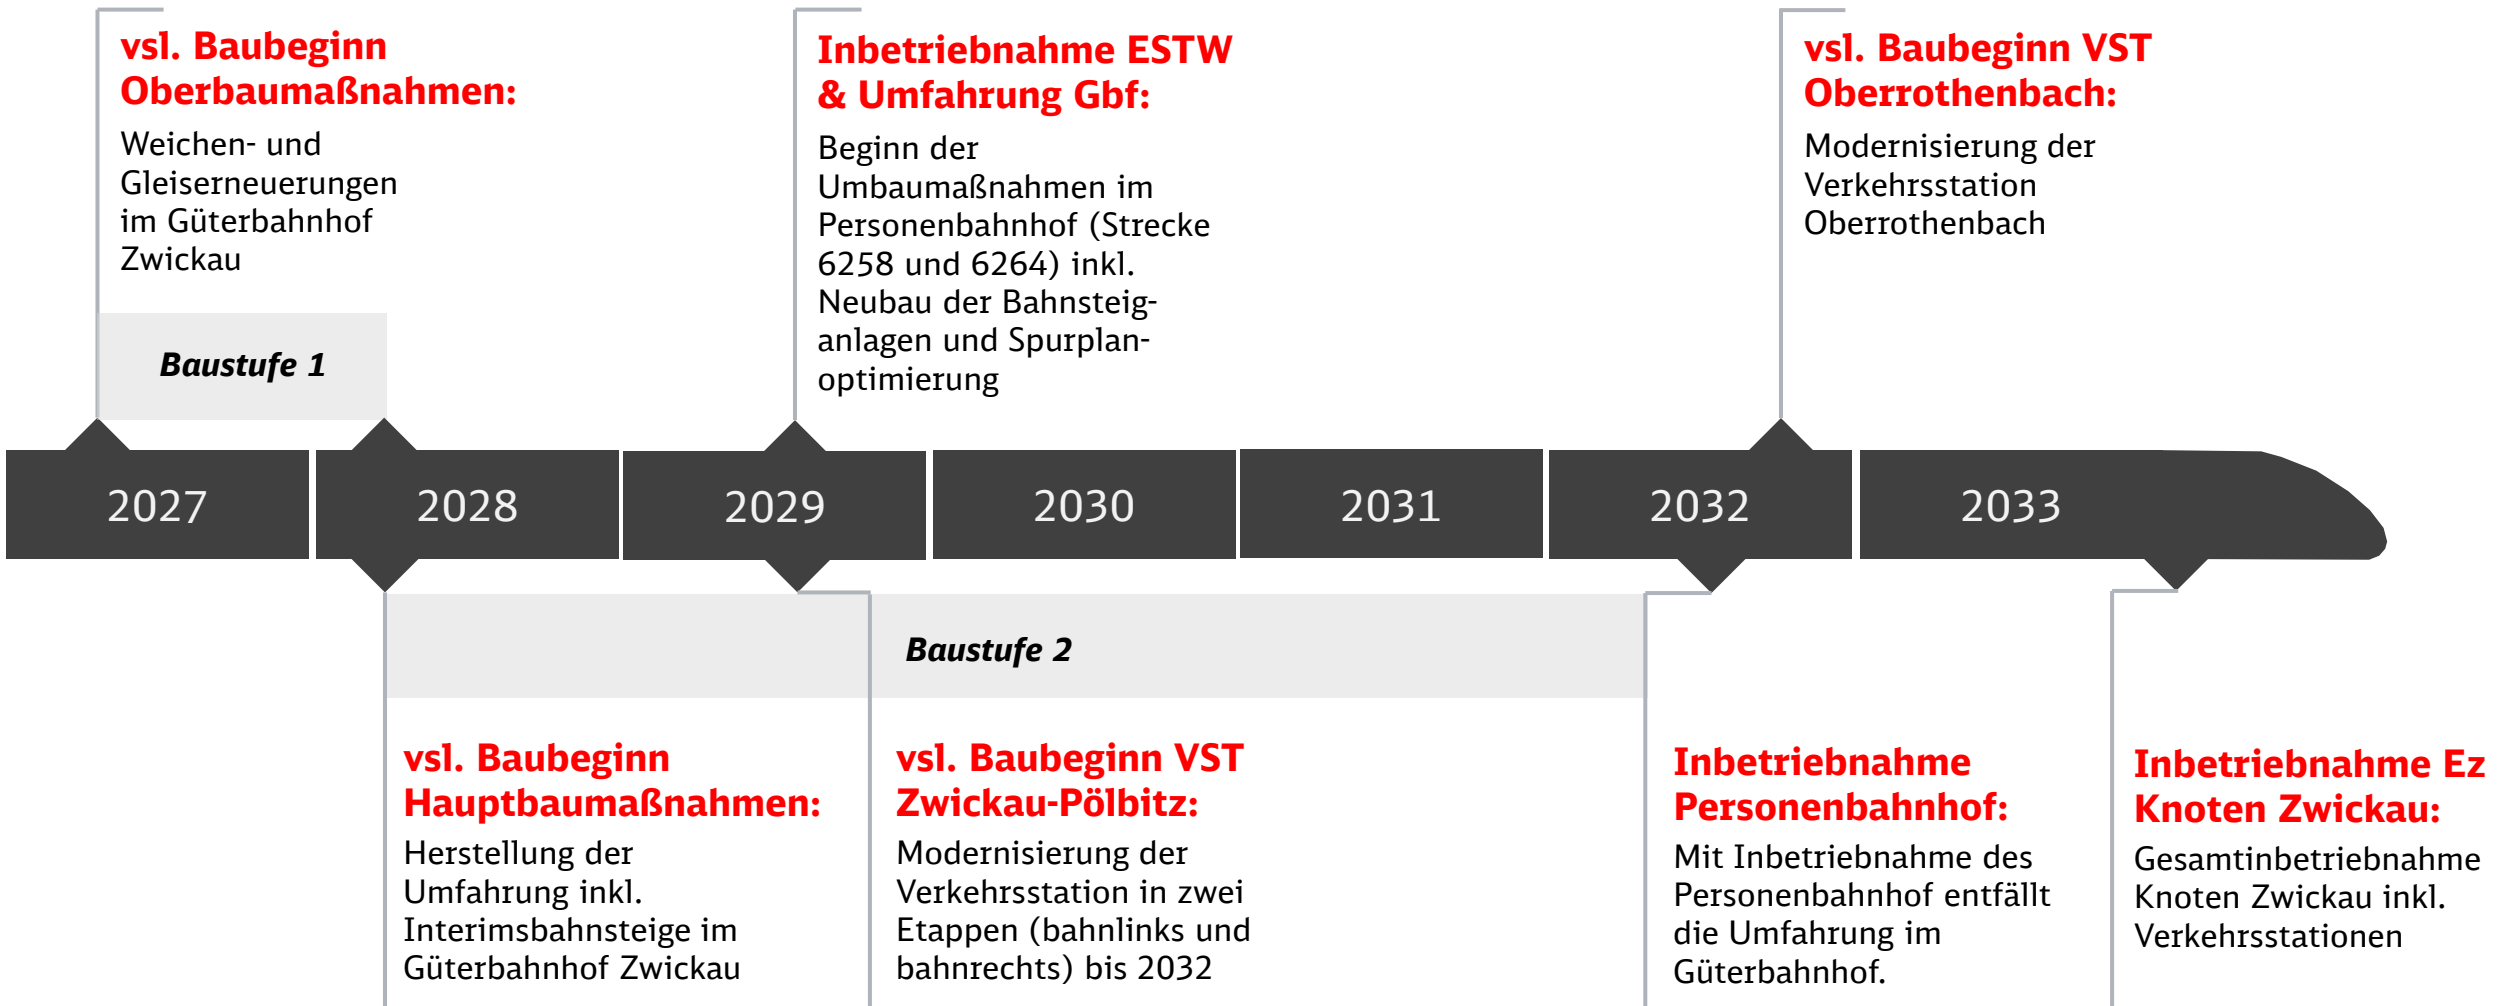 vsl. Baubeginn
Oberbaumaßnahmen:
Weichen- und
Gleiserneuerungen
im Güterbahnhof
Zwickau
Baustufe 1
Inbetriebnahme ESTW
& Umfahrung Gbf:
Beginn der
Umbaumaßnahmen im
Personenbahnhof (Strecke
6258 und 6264) inkl.
Neubau der Bahnsteig-
anlagen und Spurplan-
optimierung
vsl. Baubeginn VST
Oberrothenbach:
Modernisierung der
Verkehrsstation
Oberrothenbach
2027
2028
2029
2030
2031
2032
2033
Baustufe 2
vsl. Baubeginn
Hauptbaumaßnahmen:
Herstellung der
Umfahrung inkl.
Interimsbahnsteige im
Güterbahnhof Zwickau
vsl. Baubeginn VST
Zwickau-Pölbitz:
Modernisierung der
Verkehrsstation in zwei
Etappen (bahnlinks und
bahnrechts) bis 2032
Inbetriebnahme
Personenbahnhof:
Mit Inbetriebnahme des
Personenbahnhof entfällt
die Umfahrung im
Güterbahnhof.
Inbetriebnahme Ez
Knoten Zwickau:
Gesamtinbetriebnahme
Knoten Zwickau inkl.
Verkehrsstationen